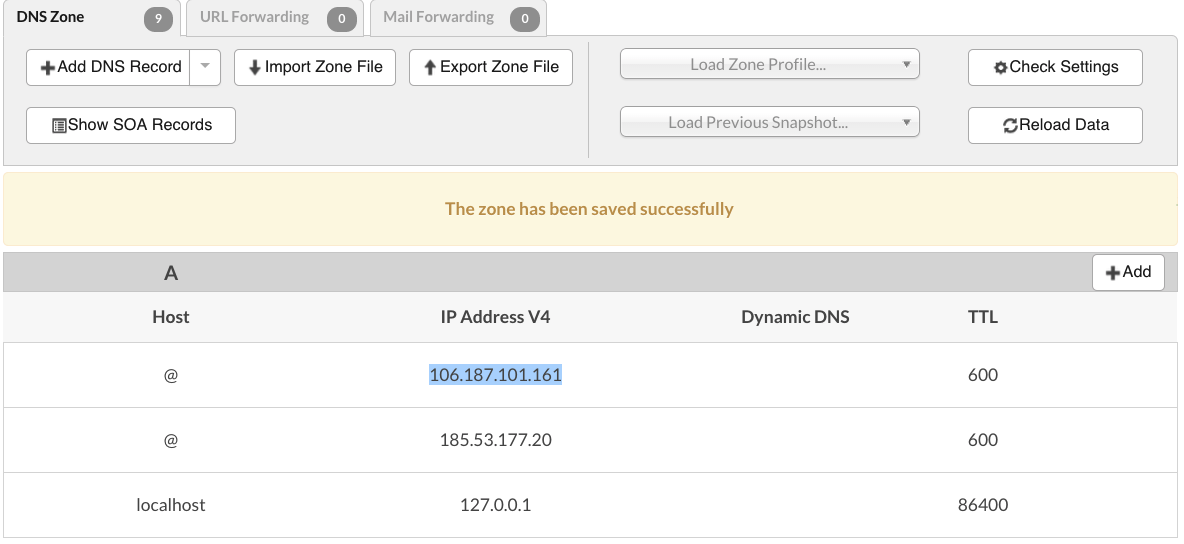 DNS Zone 9 URL Forwarding 0 Mail Forwarding 0
Add DNS Record Import Zone File Export Zone File Load Zone Profile... Check Settings
Show SOA Records Load Previous Snapshot... Reload Data
The zone has been saved successfully
A Add
Host IP Address V4 Dynamic DNS TTL
@ 106.187.101.161 600
@ 185.53.177.20 600
localhost 127.0.0.1 86400